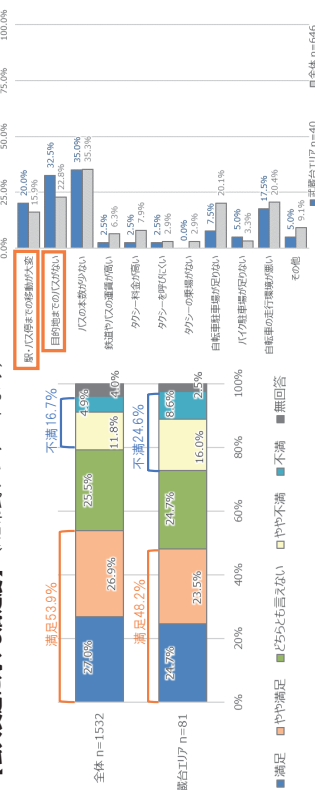 満足53.9%
不満16.7%
全体 n=1532
27.0%
26.9%
25.5%
11.8%
4.9%
4.0%
満足48.2%
不満24.6%
蔵台エリア n=81
24.7%
23.5%
24.7%
16.0%
8.6%
2.5%
0%
20%
40%
60%
80%
100%
満足
やや満足
どちらとも言えない
やや不満
不満
無回答
0.0%
25.0%
50.0%
75.0%
100.0%
駅・バス停までの移動が大変
20.0%
15.9%
目的地までのバスがない
32.5%
22.8%
バスの本数が少ない
35.0%
35.3%
鉄道やバスの運賃が高い
2.5%
6.3%
タクシー料金が高い
2.5%
7.9%
タクシーを呼びにくい
2.5%
2.9%
タクシーの乗場がない
0.0%
2.9%
自転車駐車場が足りない
7.5%
20.1%
バイク駐車場が足りない
5.0%
3.3%
自転車の走行環境が悪い
17.5%
20.4%
その他
5.0%
9.1%
武蔵台エリア n=40
全体 n=646